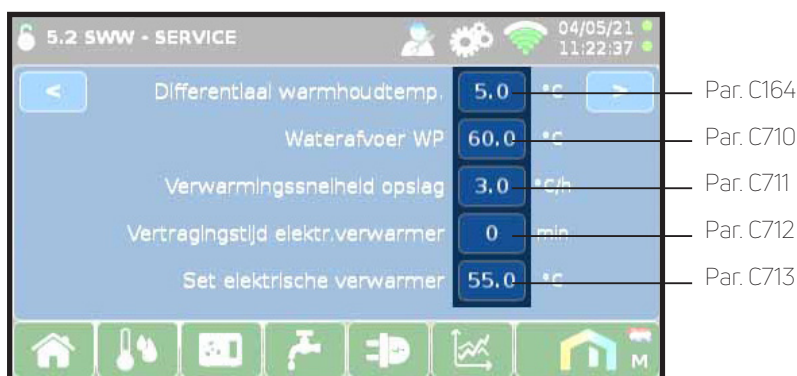 5.2 SWW - SERVICE
04/05/21
11:22:37
<
Differentiaal warmhoudtemp. 5.0 °C
>
Par. C164
Waterafvoer WP 60.0 °C
Par. C710
Verwarmingssnelheid opslag 3.0 °C/h
Par. C711
Vertragingstijd elektr.verwarmer 0 min
Par. C712
Set elektrische verwarmer 55.0 °C
Par. C713
M